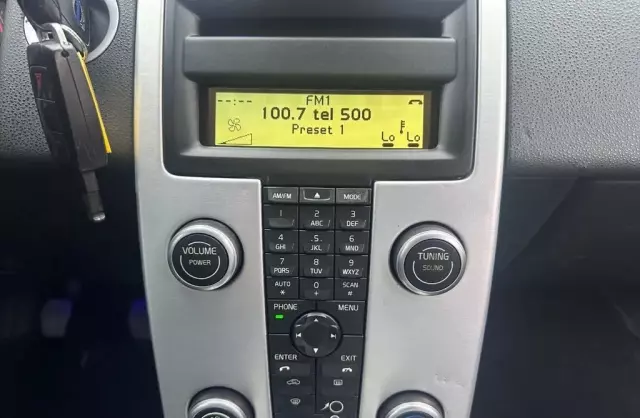 FM1
--:--
100.7 tel 500
Preset 1
Lo Lo
AM/FM MODE
1 2 ABC 3 DEF
4 GHI 5 JKL 6 MNO
7 PQRS 8 TUV 9 WXYZ
AUTO * 0 + SCAN #
VOLUME
POWER
TUNING
SOUND
PHONE MENU
ENTER EXIT